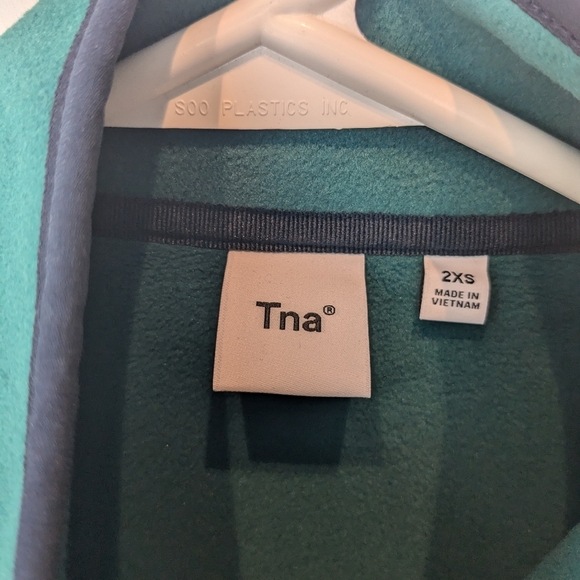 SOO PLASTICS INC
Tna®
2XS
MADE IN
VIETNAM